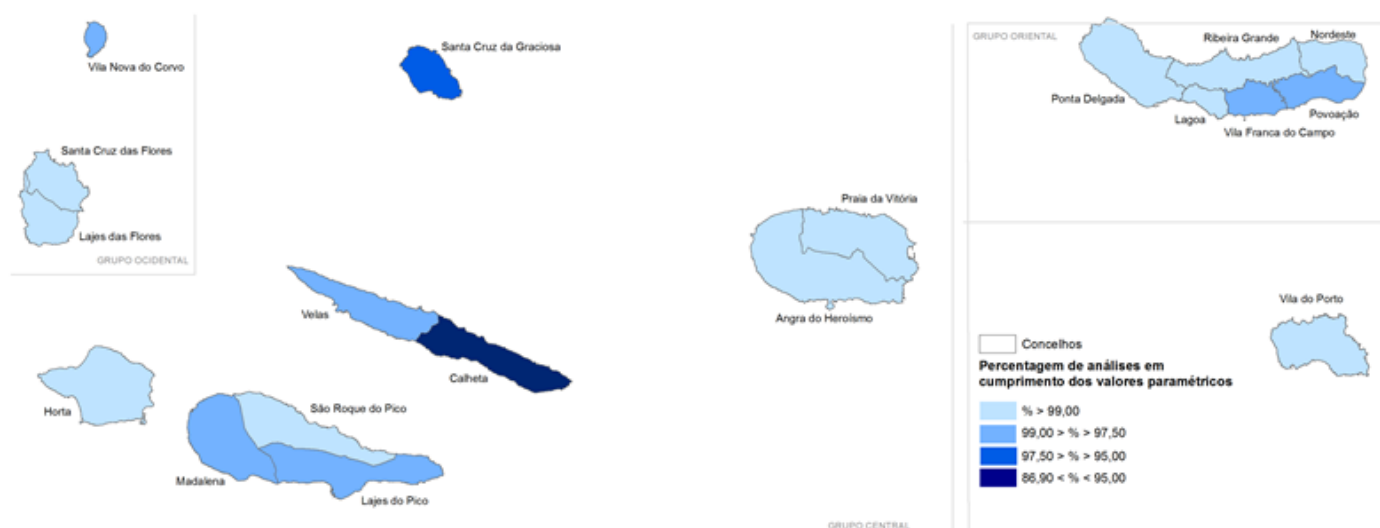 Vila Nova do Corvo
Santa Cruz das Flores
Lajes das Flores
GRUPO OCIDENTAL
Santa Cruz da Graciosa
Velas
Calheta
Horta
São Roque do Pico
Madalena
Lajes do Pico
Praia da Vitória
Angra do Heroísmo
GRUPO CENTRAL
GRUPO ORIENTAL
Ribeira Grande
Nordeste
Ponta Delgada
Lagoa
Povoação
Vila Franca do Campo
Vila do Porto
Concelhos
Percentagem de análises em
cumprimento dos valores paramétricos
% > 99,00
99,00 > % > 97,50
97,50 > % > 95,00
86,90 < % < 95,00